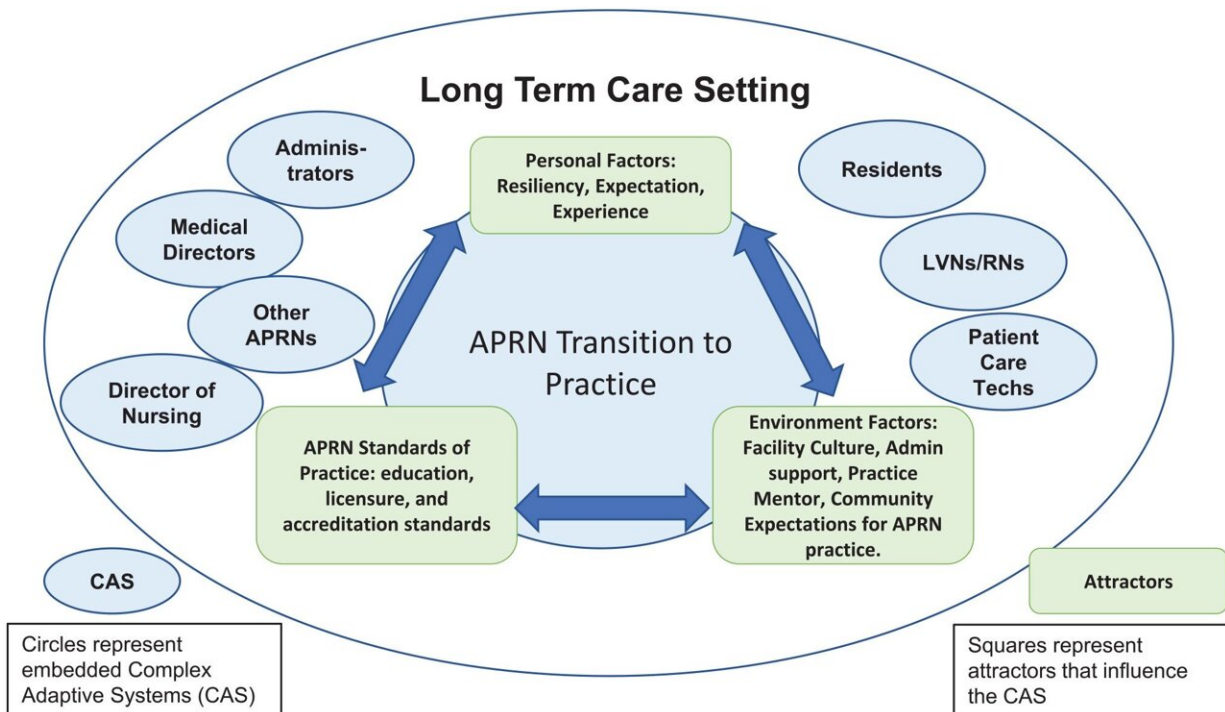 Long Term Care Setting
Adminis-
trators
Medical
Directors
Other
APRNs
Director of
Nursing
Personal Factors:
Resiliency, Expectation,
Experience
Residents
LVNs/RNs
Patient
Care
Techs
APRN Transition to
Practice
APRN Standards of
Practice: education,
licensure, and
accreditation standards
Environment Factors:
Facility Culture, Admin
support, Practice
Mentor, Community
Expectations for APRN
practice.
CAS
Circles represent
embedded Complex
Adaptive Systems (CAS)
Attractors
Squares represent
attractors that influence
the CAS